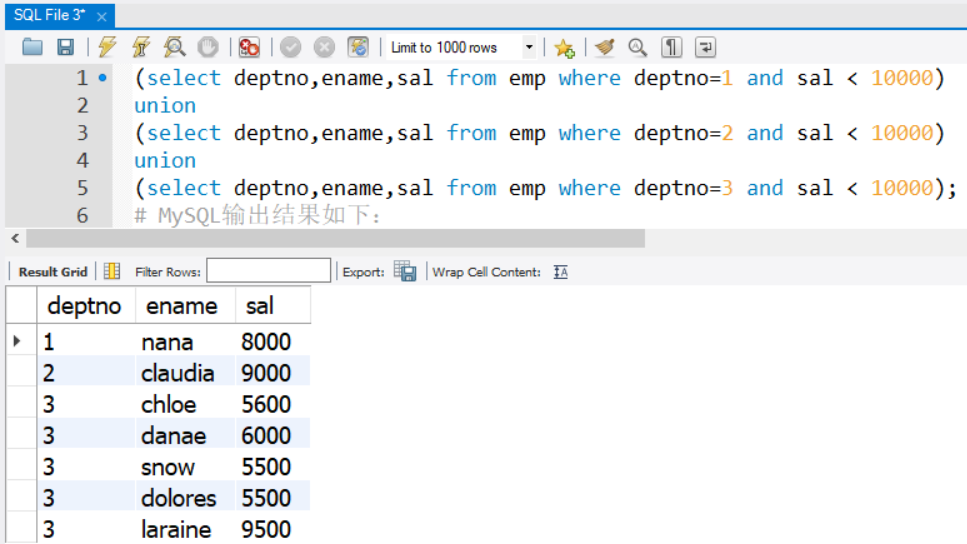 SQL File 3*
Limit to 1000 rows
1 (select deptno,ename,sal from emp where deptno=1 and sal < 10000)
2 union
3 (select deptno,ename,sal from emp where deptno=2 and sal < 10000)
4 union
5 (select deptno,ename,sal from emp where deptno=3 and sal < 10000);
6 # MySQL输出结果如下：
Result Grid Filter Rows: Export: Wrap Cell Content: IA
deptno ename sal
1 nana 8000
2 claudia 9000
3 chloe 5600
3 danae 6000
3 snow 5500
3 dolores 5500
3 laraine 9500